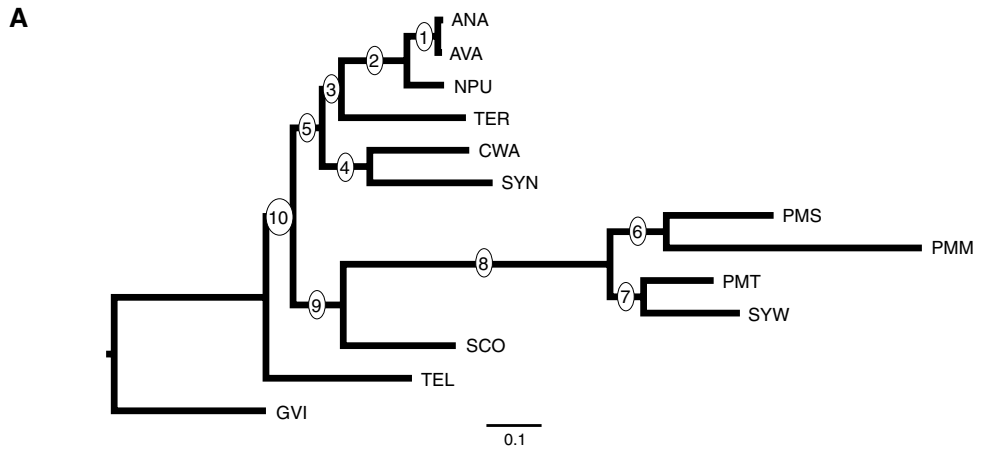 A
ANA
1
AVA
2
NPU
3
TER
5
CWA
4
SYN
10
PMS
6
PMM
8
PMT
7
SYW
9
SCO
TEL
GVI
0.1